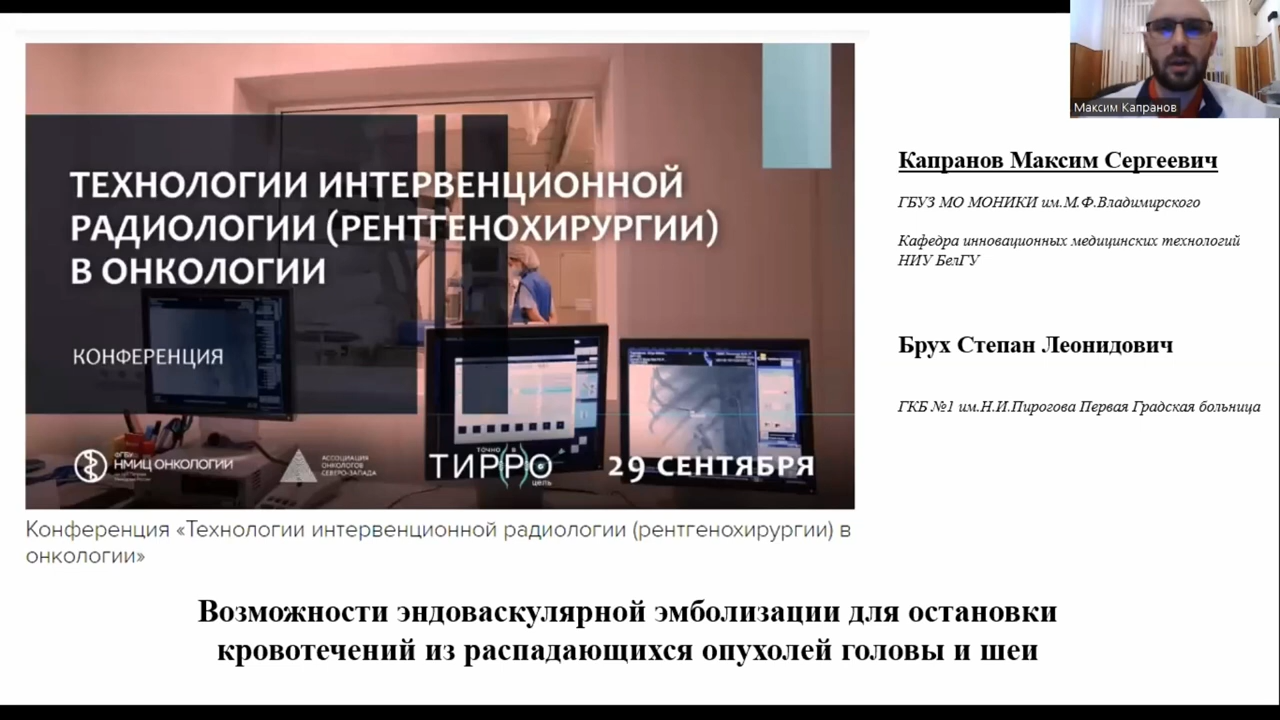 Максим Капранов
ТЕХНОЛОГИИ ИНТЕРВЕНЦИОННОЙ
РАДИОЛОГИИ (РЕНТГЕНОХИРУРГИИ)
В ОНКОЛОГИИ
КОНФЕРЕНЦИЯ
ФГБУ
НМИЦ ОНКОЛОГИИ
АССОЦИАЦИЯ
ОНКОЛОГОВ
СЕВЕРО-ЗАПАДА
ТОЧНО В
ТИРРО
ЦЕЛЬ
29 СЕНТЯБРЯ
Конференция «Технологии интервенционной радиологии (рентгенохирургии) в
онкологии»
Капранов Максим Сергеевич
ГБУЗ МО МОНИКИ им.М.Ф.Владимирского
Кафедра инновационных медицинских технологий
НИУ БелГУ
Брух Степан Леонидович
ГКБ №1 им.Н.И.Пирогова Первая Градская больница
Возможности эндоваскулярной эмболизации для остановки
кровотечений из распадающихся опухолей головы и шеи